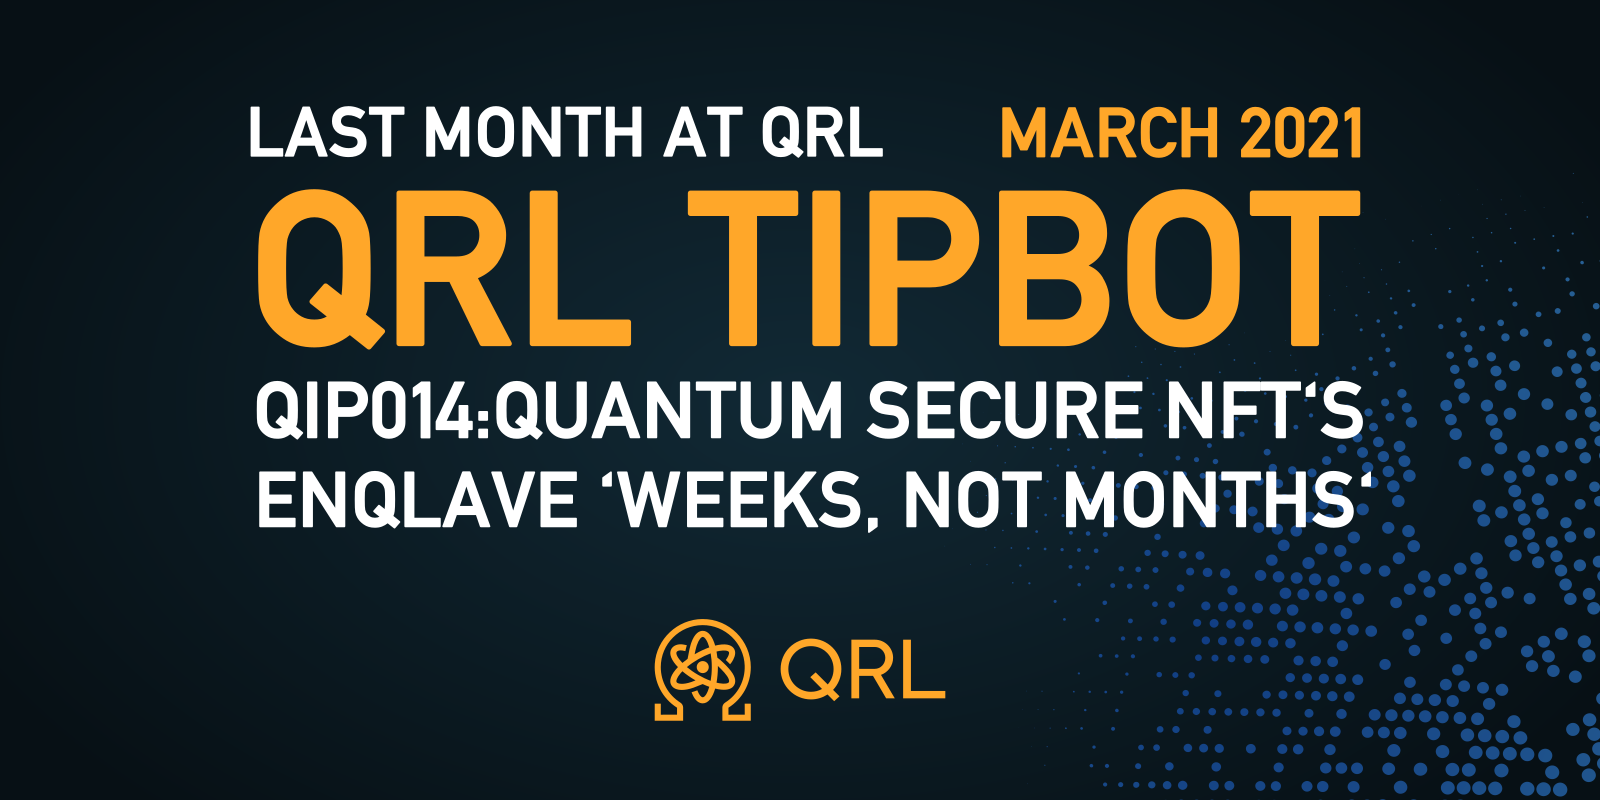 LAST MONTH AT QRL MARCH 2021
QRL TIPBOT
QIP014:QUANTUM SECURE NFT‘S
ENQLAVE ‘WEEKS, NOT MONTHS‘
QRL